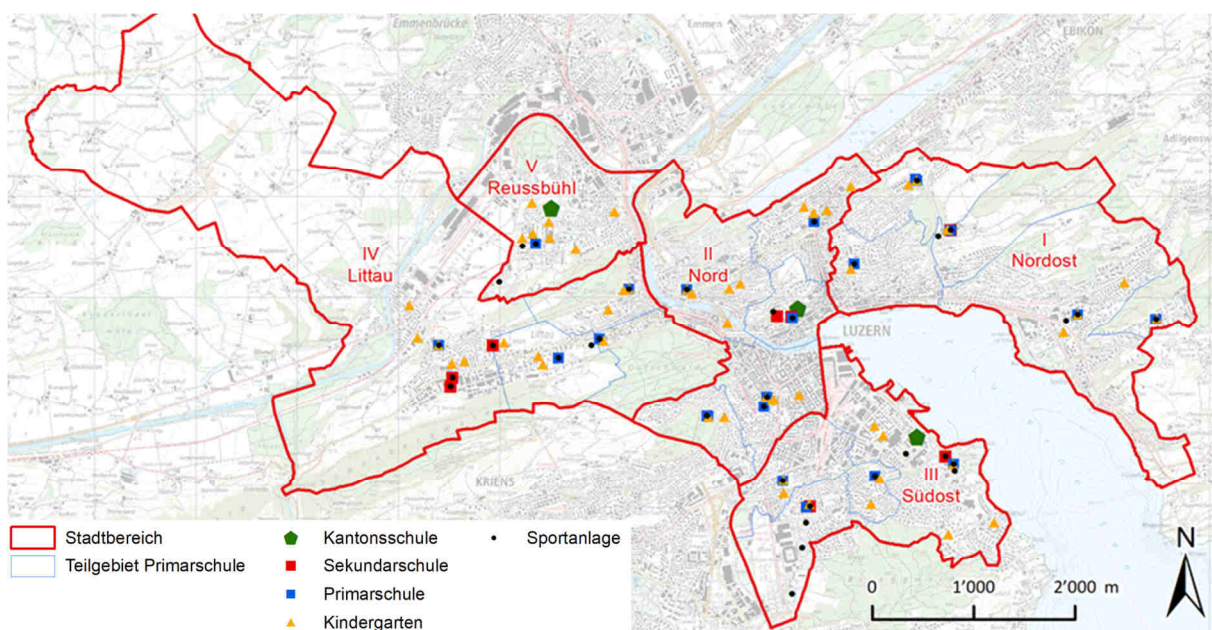 Emmenbrücke
Emmen
EBIKON
V
Reussbühl
IV
Littau
II
Nord
I
Nordost
LUZERN
KRIENS
III
Südost
Stadtbereich
Teilgebiet Primarschule
Kantonsschule
Sekundarschule
Primarschule
Kindergarten
Sportanlage
0 1'000 2'000 m
N